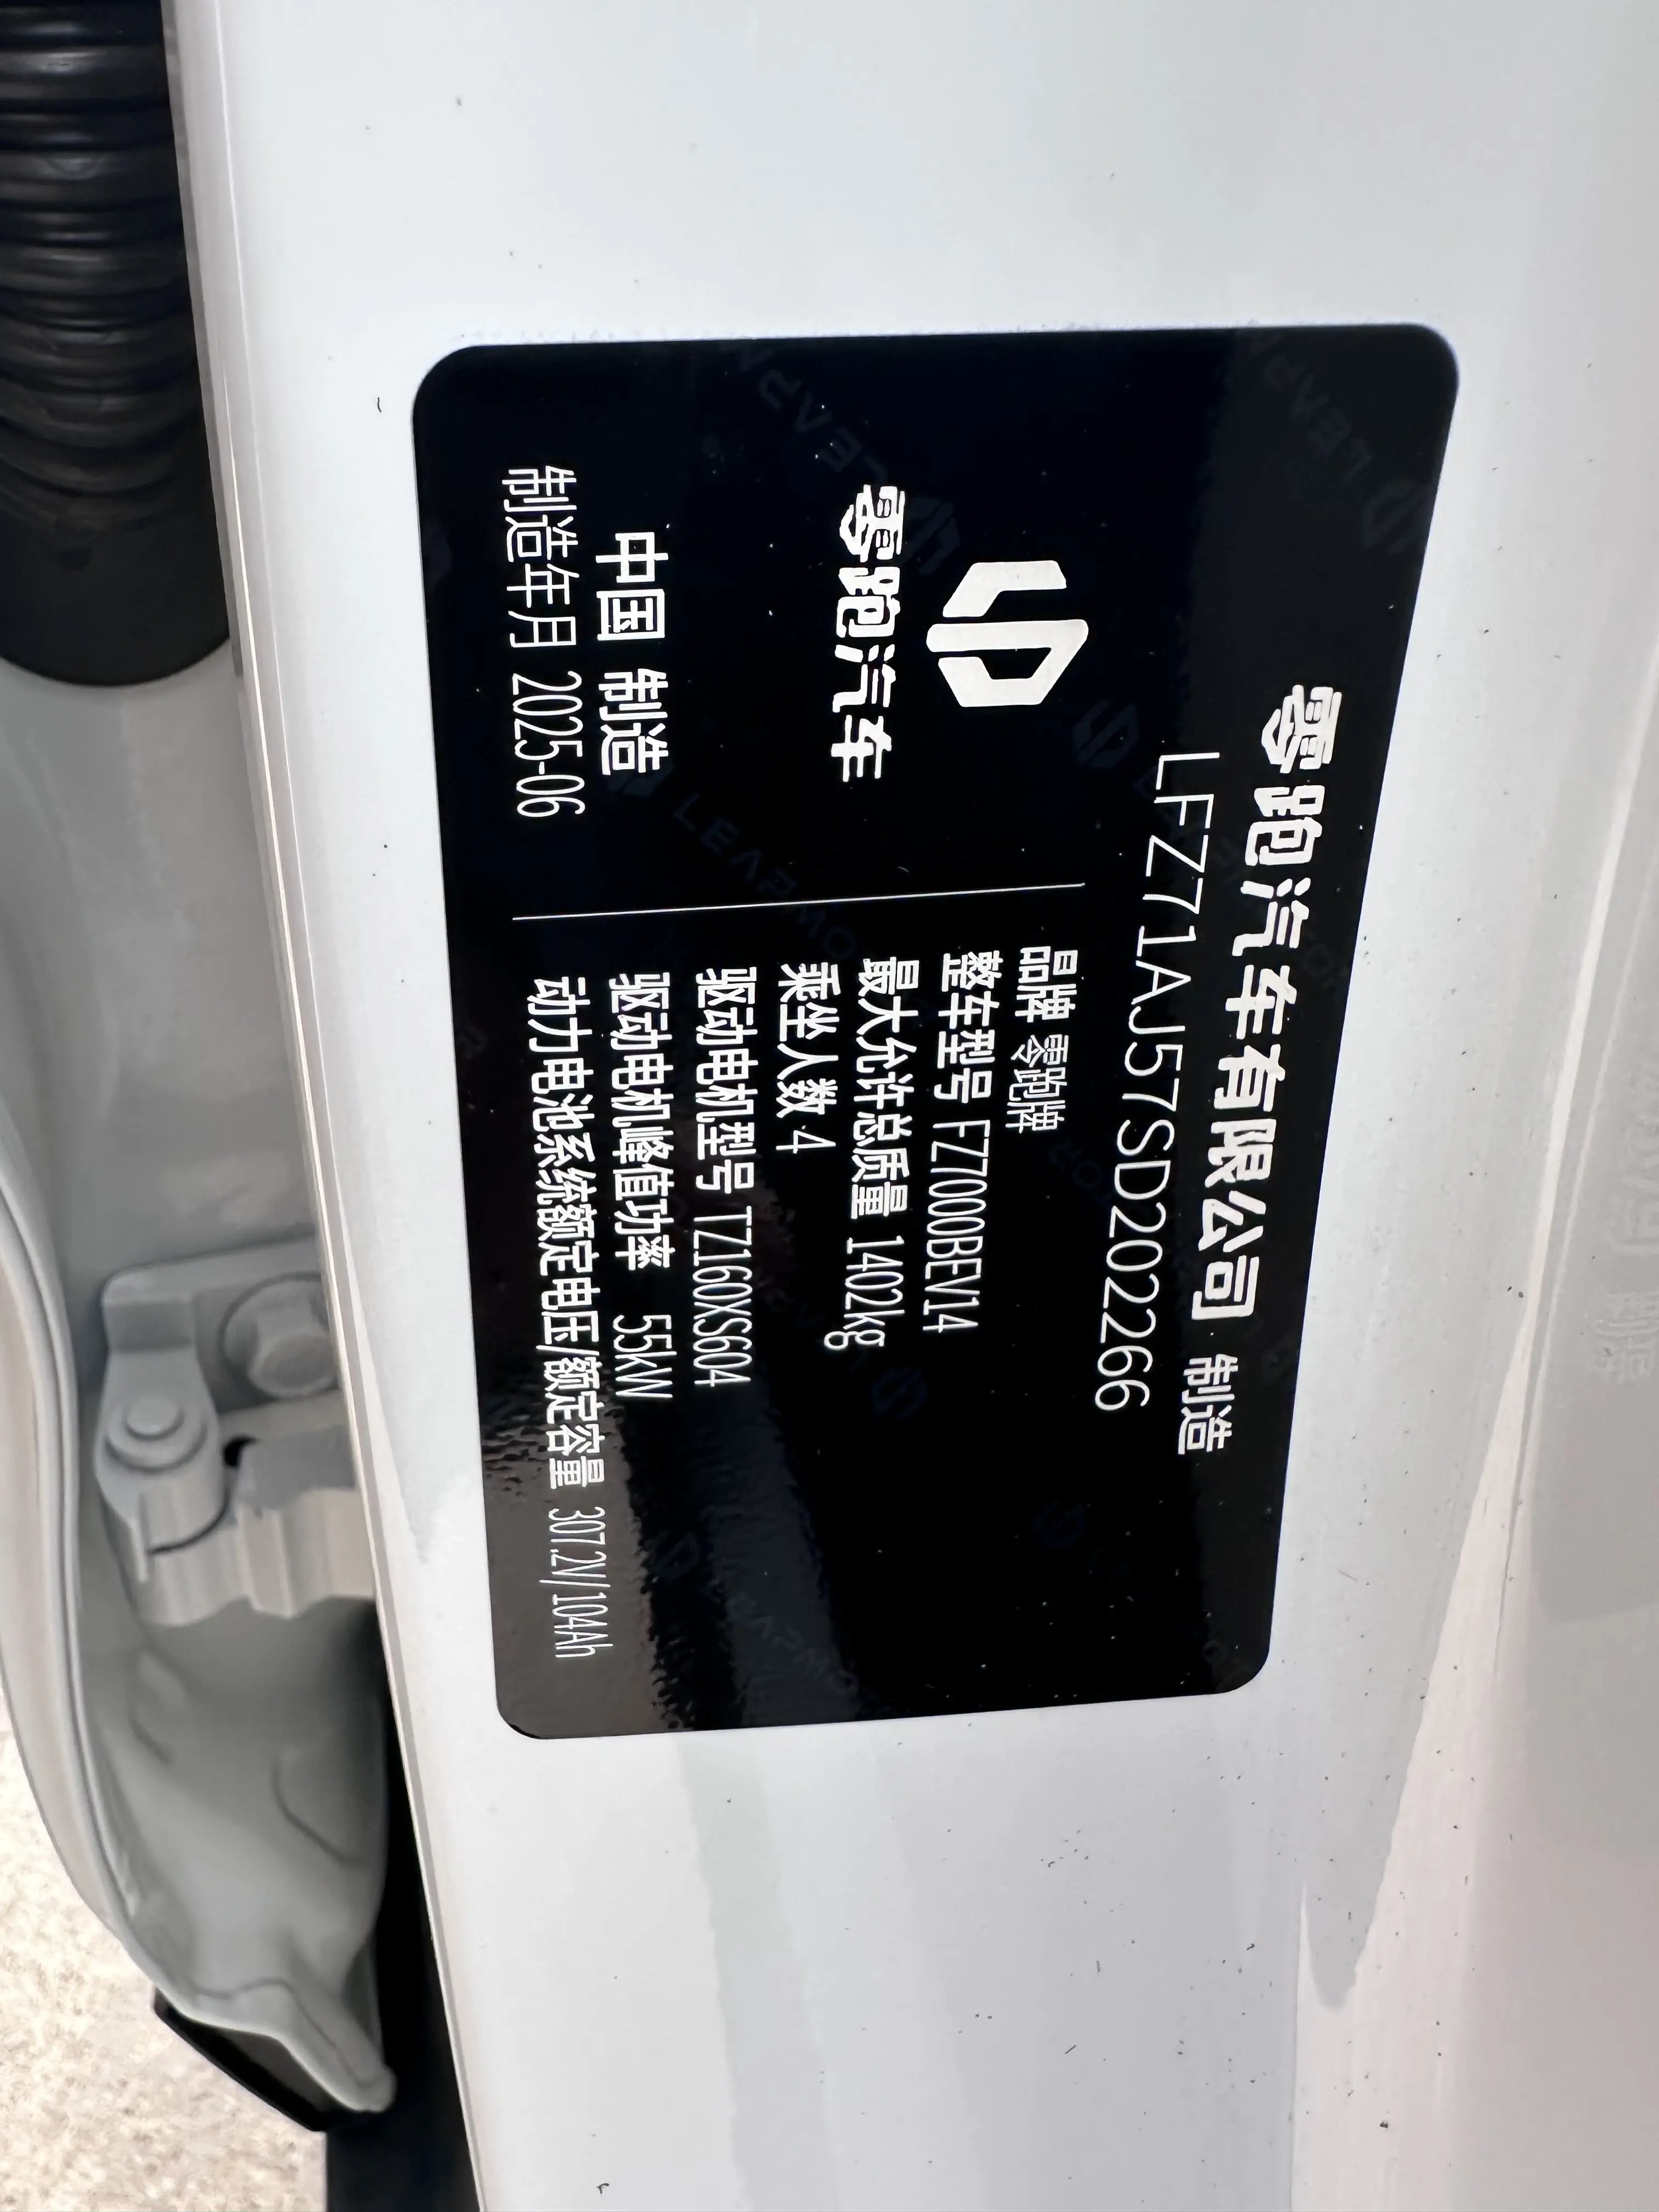 零跑汽车有限公司 制造
LFZ71AJ57SD202266
零跑汽车
中国 制造
制造年月 2025-06
品牌 零跑牌
整车型号 FZ7000BEV14
最大允许总质量 1402kg
乘坐人数 4
驱动电机型号 TZ160XS604
驱动电机峰值功率 55kW
动力电池系统额定电压/额定容量 307.2V/104Ah
LEAPMO